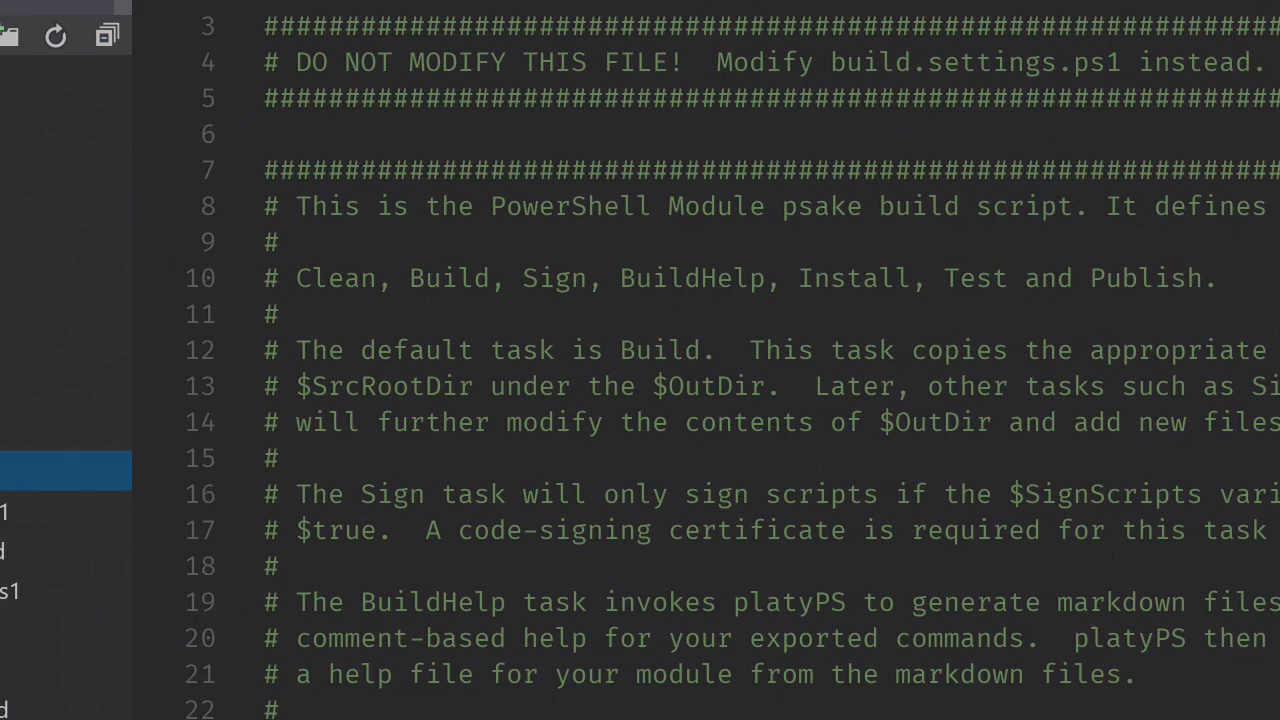 3 ###############################################################
4 # DO NOT MODIFY THIS FILE!  Modify build.settings.ps1 instead.
5 ###############################################################
6
7 ###############################################################
8 # This is the PowerShell Module psake build script. It defines
9 #
10 # Clean, Build, Sign, BuildHelp, Install, Test and Publish.
11 #
12 # The default task is Build.  This task copies the appropriate
13 # $SrcRootDir under the $OutDir.  Later, other tasks such as Si
14 # will further modify the contents of $OutDir and add new files
15 #
16 # The Sign task will only sign scripts if the $SignScripts vari
1
17 # $true.  A code-signing certificate is required for this task
d
18 #
s1
19 # The BuildHelp task invokes platyPS to generate markdown files
20 # comment-based help for your exported commands.  platyPS then
21 # a help file for your module from the markdown files.
22 #
d